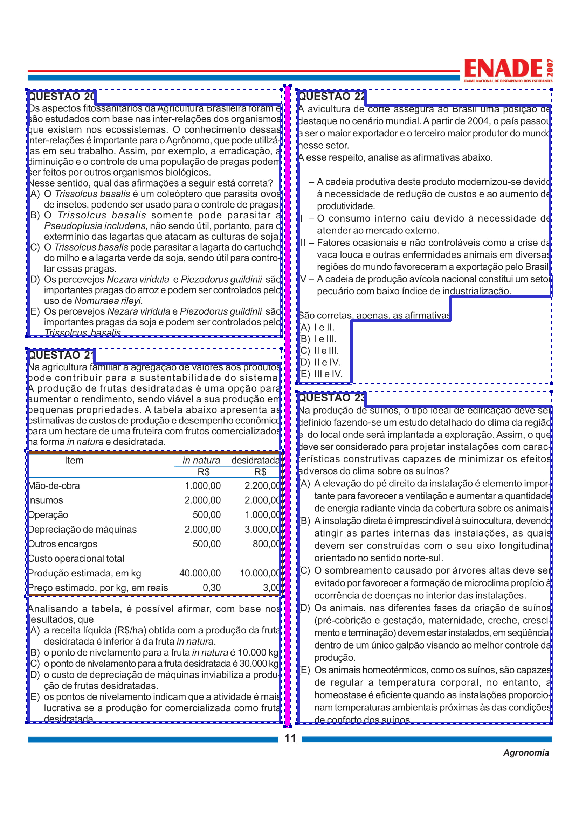 ENADE 2007
EXAME NACIONAL DE DESEMPENHO DOS ESTUDANTES
QUESTÃO 20
Os aspectos fitossanitários da Agricultura Brasileira foram e
são estudados com base nas inter-relações dos organismos
que existem nos ecossistemas. O conhecimento dessas
inter-relações é importante para o Agrônomo, que pode utilizá-
las em seu trabalho. Assim, por exemplo, a erradicação, a
diminuição e o controle de uma população de pragas podem
ser feitos por outros organismos biológicos.
Nesse sentido, qual das afirmações a seguir está correta?
A) O Trissolcus basalis é um coleóptero que parasita ovos
de insetos, podendo ser usado para o controle de pragas.
B) O Trissolcus basalis somente pode parasitar a
Pseudoplusia includens, não sendo útil, portanto, para o
extermínio das lagartas que atacam as culturas de soja.
C) O Trissolcus basalis pode parasitar a lagarta do cartucho
do milho e a lagarta verde da soja, sendo útil para contro-
lar essas pragas.
D) Os percevejos Nezara viridula e Piezodorus guildinii são
importantes pragas do arroz e podem ser controlados pelo
uso de Nomuraea rileyi.
E) Os percevejos Nezara viridula e Piezodorus guildinii são
importantes pragas da soja e podem ser controlados pelo
Trissolcus basalis.
QUESTÃO 21
Na agricultura familiar a agregação de valores aos produtos
pode contribuir para a sustentabilidade do sistema.
A produção de frutas desidratadas é uma opção para
aumentar o rendimento, sendo viável a sua produção em
pequenas propriedades. A tabela abaixo apresenta as
estimativas de custos de produção e desempenho econômico
para um hectare de uma fruteira com frutos comercializados
na forma in natura e desidratada.
Item in natura desidratada
R$ R$
Mão-de-obra 1.000,00 2.200,00
Insumos 2.000,00 2.000,00
Operação 500,00 1.000,00
Depreciação de máquinas 2.000,00 3.000,00
Outros encargos 500,00 800,00
Custo operacional total
Produção estimada, em kg 40.000,00 10.000,00
Preço estimado, por kg, em reais 0,30 3,00
Analisando a tabela, é possível afirmar, com base nos
resultados, que
A) a receita líquida (R$/ha) obtida com a produção da fruta
desidratada é inferior à da fruta in natura.
B) o ponto de nivelamento para a fruta in natura é 10.000 kg.
C) o ponto de nivelamento para a fruta desidratada é 30.000 kg.
D) o custo de depreciação de máquinas inviabiliza a produ-
ção de frutas desidratadas.
E) os pontos de nivelamento indicam que a atividade é mais
lucrativa se a produção for comercializada como fruta
desidratada.
QUESTÃO 22
A avicultura de corte assegura ao Brasil uma posição de
destaque no cenário mundial. A partir de 2004, o país passou
a ser o maior exportador e o terceiro maior produtor do mundo
nesse setor.
A esse respeito, analise as afirmativas abaixo.
I – A cadeia produtiva deste produto modernizou-se devido
à necessidade de redução de custos e ao aumento de
produtividade.
II – O consumo interno caiu devido à necessidade de
atender ao mercado externo.
III – Fatores ocasionais e não controláveis como a crise da
vaca louca e outras enfermidades animais em diversas
regiões do mundo favoreceram a exportação pelo Brasil.
IV – A cadeia de produção avícola nacional constitui um setor
pecuário com baixo índice de industrialização.
São corretas, apenas, as afirmativas
A) I e II.
B) I e III.
C) II e III.
D) II e IV.
E) III e IV.
QUESTÃO 23
Na produção de suínos, o tipo ideal de edificação deve ser
definido fazendo-se um estudo detalhado do clima da região
e do local onde será implantada a exploração. Assim, o que
deve ser considerado para projetar instalações com carac-
terísticas construtivas capazes de minimizar os efeitos
adversos do clima sobre os suínos?
A) A elevação do pé direito da instalação é elemento impor-
tante para favorecer a ventilação e aumentar a quantidade
de energia radiante vinda da cobertura sobre os animais.
B) A insolação direta é imprescindível à suinocultura, devendo
atingir as partes internas das instalações, as quais
devem ser construídas com o seu eixo longitudinal
orientado no sentido norte-sul.
C) O sombreamento causado por árvores altas deve ser
evitado por favorecer a formação de microclima propício à
ocorrência de doenças no interior das instalações.
D) Os animais, nas diferentes fases da criação de suínos
(pré-cobrição e gestação, maternidade, creche, cresci-
mento e terminação) devem estar instalados, em seqüência,
dentro de um único galpão visando ao melhor controle da
produção.
E) Os animais homeotérmicos, como os suínos, são capazes
de regular a temperatura corporal, no entanto, a
homeostase é eficiente quando as instalações proporcio-
nam temperaturas ambientais próximas às das condições
de conforto dos suínos.
11
Agronomia